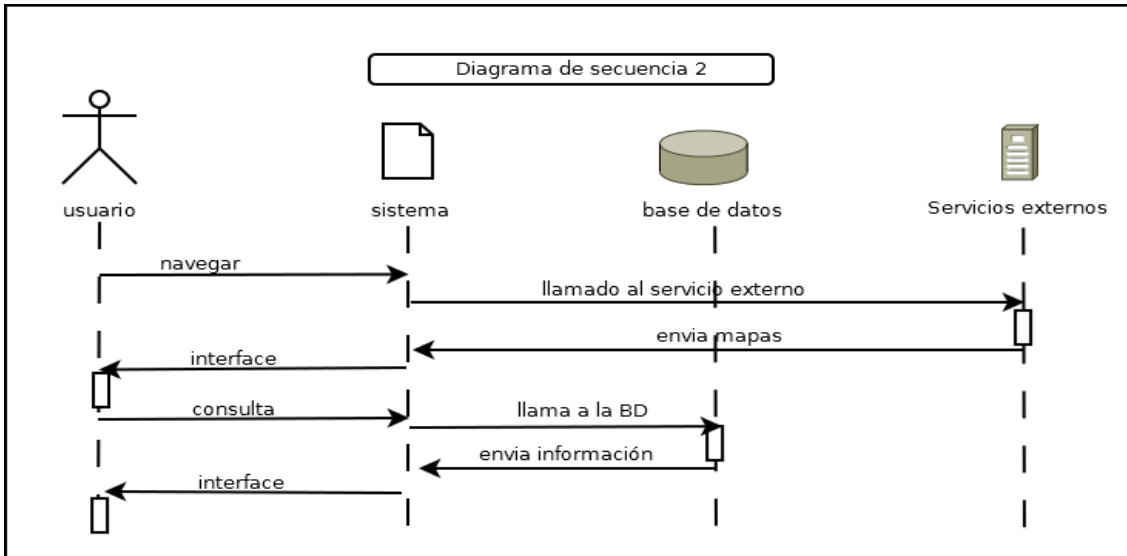 Diagrama de secuencia 2
usuario
sistema
base de datos
Servicios externos
navegar
llamado al servicio externo
envia mapas
interface
consulta
llama a la BD
envia información
interface